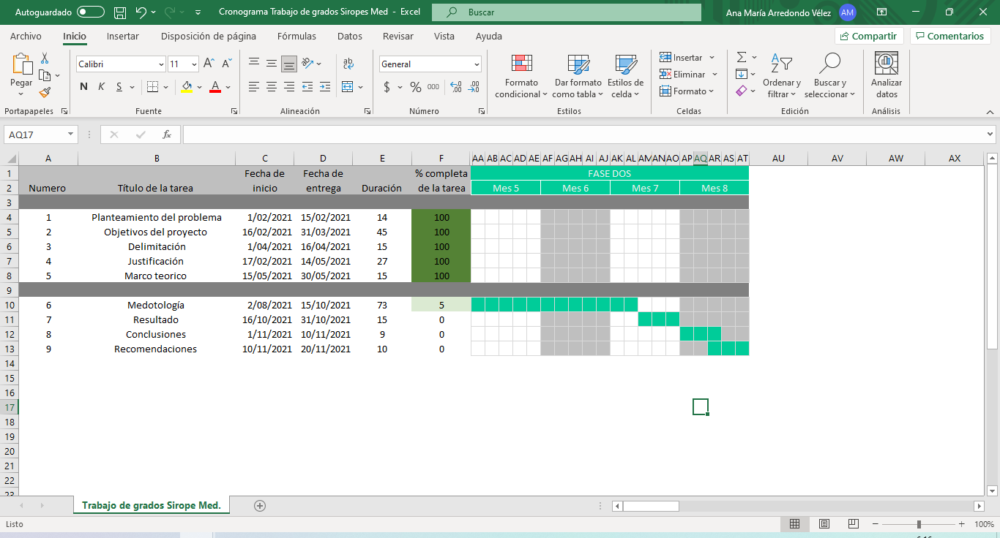 Autoguardado Cronograma Trabajo de grados Siropes Med - Excel Buscar Ana María Arredondo Vélez AM
Archivo Inicio Insertar Disposición de página Fórmulas Datos Revisar Vista Ayuda Compartir Comentarios
Pegar
Calibri 11
N K S
A A
A
ab
c
General
$ % 000
Formato condicional
Dar formato como tabla
Estilos de celda
Insertar
Eliminar
Formato
Ordenar y filtrar
Buscar y seleccionar
Analizar datos
Portapapeles Fuente Alineación Número Estilos Celdas Edición Análisis
AQ17 fx
A B C D E F AA AB AC AD AE AF AG AH AI AJ AK AL AM AN AO AP AQ AR AS AT AU AV AW AX
1 Fecha de Fecha de % completa FASE DOS
2 Numero Título de la tarea inicio entrega Duración de la tarea Mes 5 Mes 6 Mes 7 Mes 8
3
4 1 Planteamiento del problema 1/02/2021 15/02/2021 14 100
5 2 Objetivos del proyecto 16/02/2021 31/03/2021 45 100
6 3 Delimitación 1/04/2021 16/04/2021 15 100
7 4 Justificación 17/02/2021 14/05/2021 27 100
8 5 Marco teorico 15/05/2021 30/05/2021 15 100
9
10 6 Medotología 2/08/2021 15/10/2021 73 5
11 7 Resultado 16/10/2021 31/10/2021 15 0
12 8 Conclusiones 1/11/2021 10/11/2021 9 0
13 9 Recomendaciones 10/11/2021 20/11/2021 10 0
14
15
16
17
18
19
20
21
22
23
Trabajo de grados Sirope Med.
Listo 100%